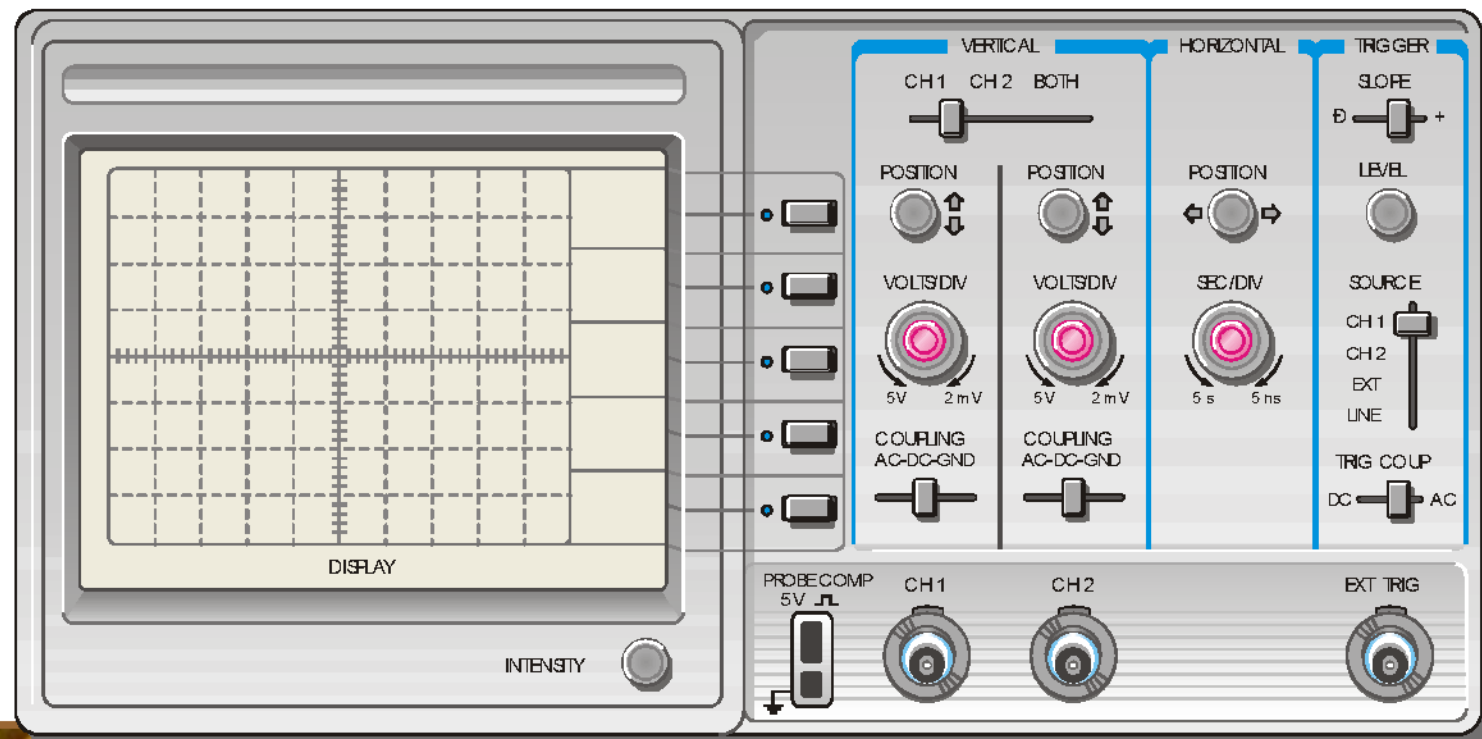 VERTICAL HORIZONTAL TRIGGER
CH 1 CH 2 BOTH SLOPE
Đ +
POSITION POSITION POSITION LEVEL
VOLTS/DIV VOLTS/DIV SEC/DIV SOURCE
CH 1
CH 2
EXT
LINE
5V 2 mV 5V 2 mV 5 s 5 ns
COUPLING COUPLING
AC-DC-GND AC-DC-GND TRIG COUP
DC AC
DISPLAY
PROBE COMP CH 1 CH 2 EXT TRIG
5V
INTENSITY